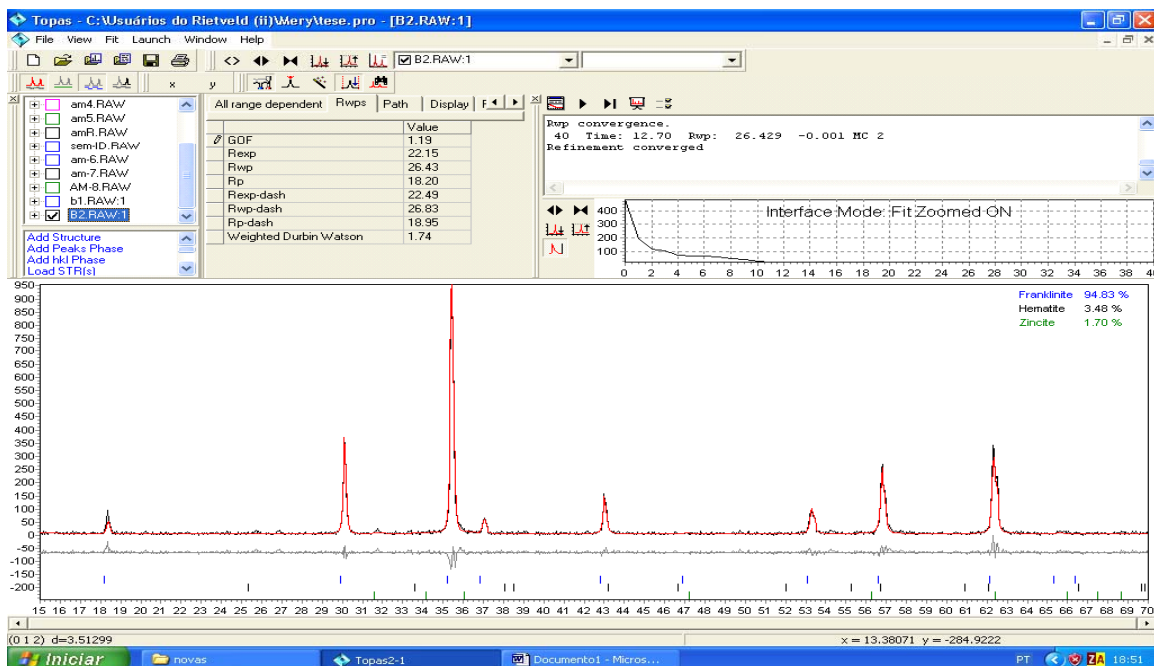 Topas - C:\Usuários do Rietveld (ii)\Mery\tese.pro - [B2.RAW:1]
File View Fit Launch Window Help
B2.RAW:1
x y
am4.RAW
am5.RAW
amR.RAW
sem-ID.RAW
am-6.RAW
am-7.RAW
AM-8.RAW
b1.RAW:1
B2.RAW:1
Add Structure
Add Peaks Phase
Add hkl Phase
Load STR(s)
All range dependent Rwps Path Display F
Value
GOF 1.19
Rexp 22.15
Rwp 26.43
Rp 18.20
Rexp-dash 22.49
Rwp-dash 26.83
Rp-dash 18.95
Weighted Durbin Watson 1.74
Rwp convergence.
40 Time: 12.70 Rwp: 26.429 -0.001 MC 2
Refinement converged
Interface Mode: Fit Zoomed ON
400
300
200
100
0 2 4 6 8 10 12 14 16 18 20 22 24 26 28 30 32 34 36 38 40
Franklinite 94.83 %
Hematite 3.48 %
Zincite 1.70 %
950
900
850
800
750
700
650
600
550
500
450
400
350
300
250
200
150
100
50
0
-50
-100
-150
-200
15 16 17 18 19 20 21 22 23 24 25 26 27 28 29 30 31 32 33 34 35 36 37 38 39 40 41 42 43 44 45 46 47 48 49 50 51 52 53 54 55 56 57 58 59 60 61 62 63 64 65 66 67 68 69 70
(0 1 2) d=3.51299
x = 13.38071 y = -284.9222
Iniciar
novas
Topas2-1
Documento1 - Micros...
PT
ZA
18:51